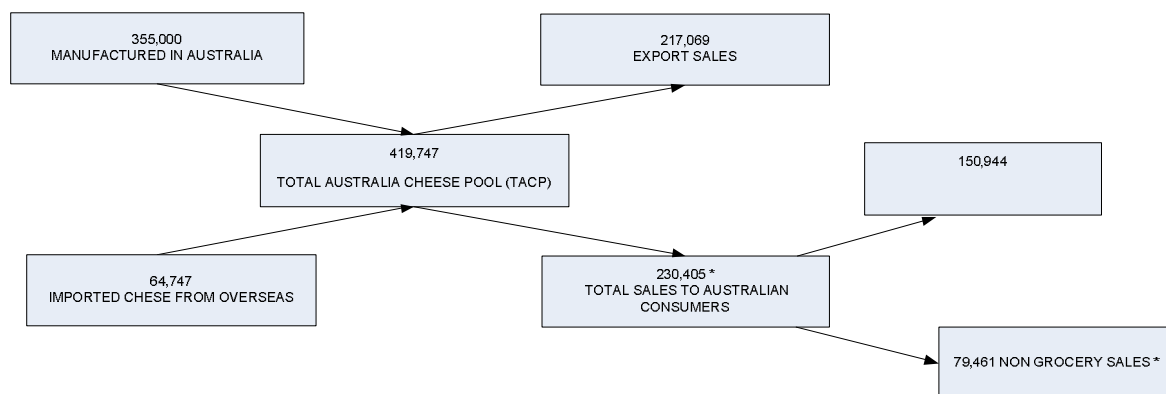 355,000
MANUFACTURED IN AUSTRALIA
217,069
EXPORT SALES
419,747
TOTAL AUSTRALIA CHEESE POOL (TACP)
150,944
64,747
IMPORTED CHESE FROM OVERSEAS
230,405 *
TOTAL SALES TO AUSTRALIAN
CONSUMERS
79,461 NON GROCERY SALES *